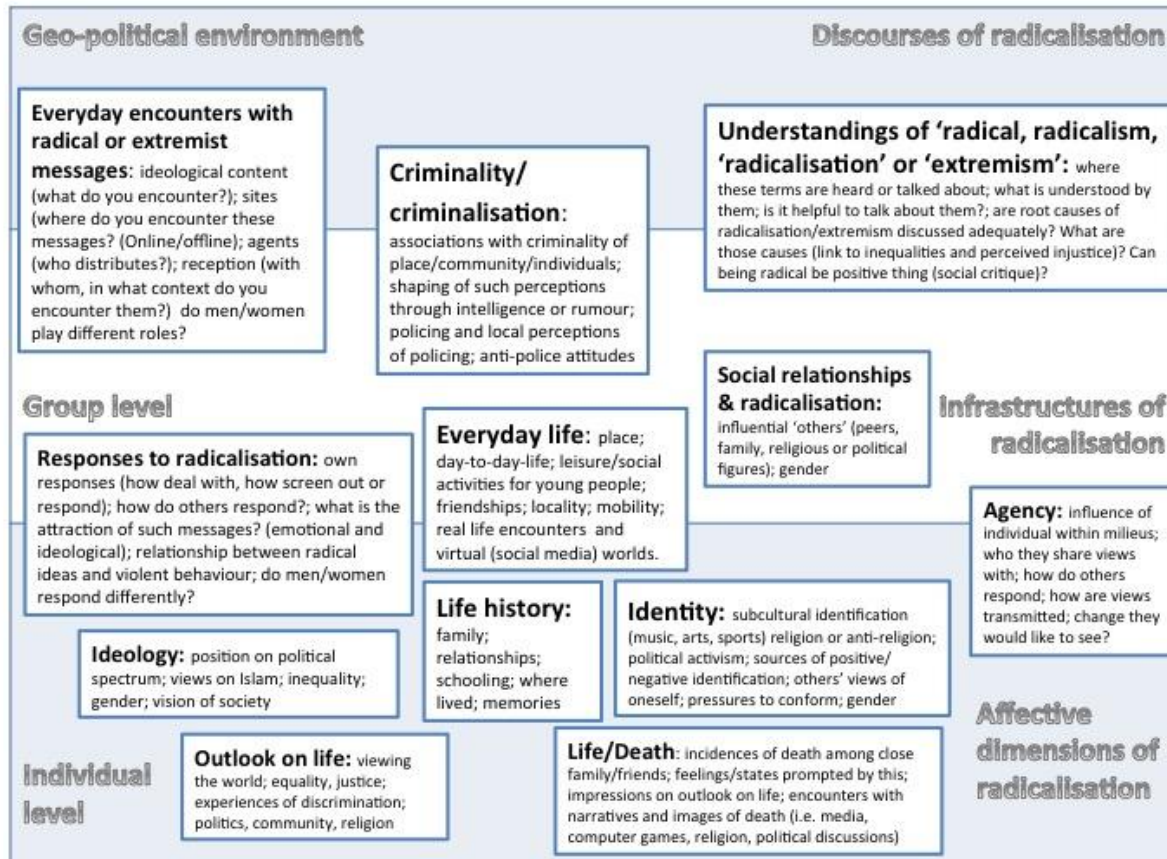 Geo-political environment
Discourses of radicalisation
Everyday encounters with
radical or extremist
messages: ideological content
(what do you encounter?); sites
(where do you encounter these
messages? (Online/offline); agents
(who distributes?); reception (with
whom, in what context do you
encounter them?) do men/women
play different roles?
Criminality/
criminalisation:
associations with criminality of
place/community/individuals;
shaping of such perceptions
through intelligence or rumour;
policing and local perceptions
of policing; anti-police attitudes
Understandings of ‘radical, radicalism,
‘radicalisation’ or ‘extremism’: where
these terms are heard or talked about; what is understood by
them; is it helpful to talk about them?; are root causes of
radicalisation/extremism discussed adequately? What are
those causes (link to inequalities and perceived injustice)? Can
being radical be positive thing (social critique)?
Social relationships
& radicalisation:
influential ‘others’ (peers,
family, religious or political
figures); gender
Group level
Infrastructures of
radicalisation
Responses to radicalisation: own
responses (how deal with, how screen out or
respond); how do others respond?; what is the
attraction of such messages? (emotional and
ideological); relationship between radical
ideas and violent behaviour; do men/women
respond differently?
Everyday life: place;
day-to-day-life; leisure/social
activities for young people;
friendships; locality; mobility;
real life encounters and
virtual (social media) worlds.
Agency: influence of
individual within milieus;
who they share views
with; how do others
respond; how are views
transmitted; change they
would like to see?
Ideology: position on political
spectrum; views on Islam; inequality;
gender; vision of society
Life history:
family;
relationships;
schooling; where
lived; memories
Identity: subcultural identification
(music, arts, sports) religion or anti-religion;
political activism; sources of positive/
negative identification; others’ views of
oneself; pressures to conform; gender
Individual
level
Outlook on life: viewing
the world; equality, justice;
experiences of discrimination;
politics, community, religion
Life/Death: incidences of death among close
family/friends; feelings/states prompted by this;
impressions on outlook on life; encounters with
narratives and images of death (i.e. media,
computer games, religion, political discussions)
Affective
dimensions of
radicalisation